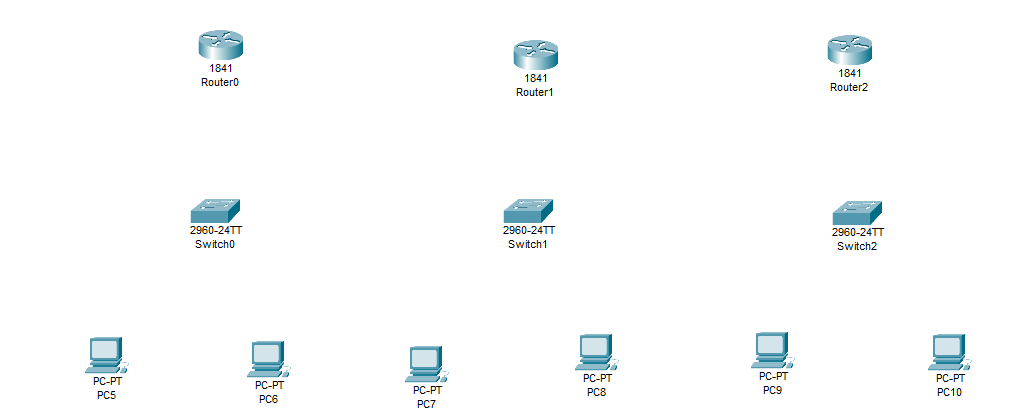 1841
Router0
1841
Router1
1841
Router2
2960-24TT
Switch0
2960-24TT
Switch1
2960-24TT
Switch2
PC-PT
PC5
PC-PT
PC6
PC-PT
PC7
PC-PT
PC8
PC-PT
PC9
PC-PT
PC10